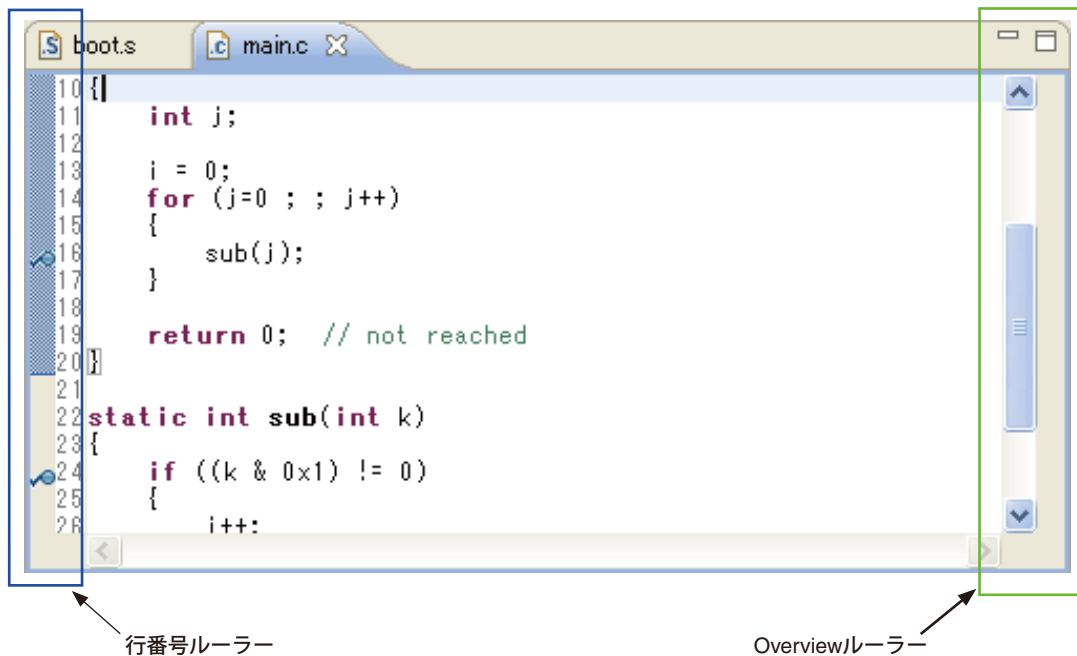 .S boot.s .c main.c
10 {
11     int j;
12
13     i = 0;
14     for (j=0 ; ; j++)
15     {
16         sub(j);
17     }
18
19     return 0;  // not reached
20 }
21
22 static int sub(int k)
23 {
24     if ((k & 0x1) != 0)
25     {
26         i++;
行番号ルーラー Overviewルーラー